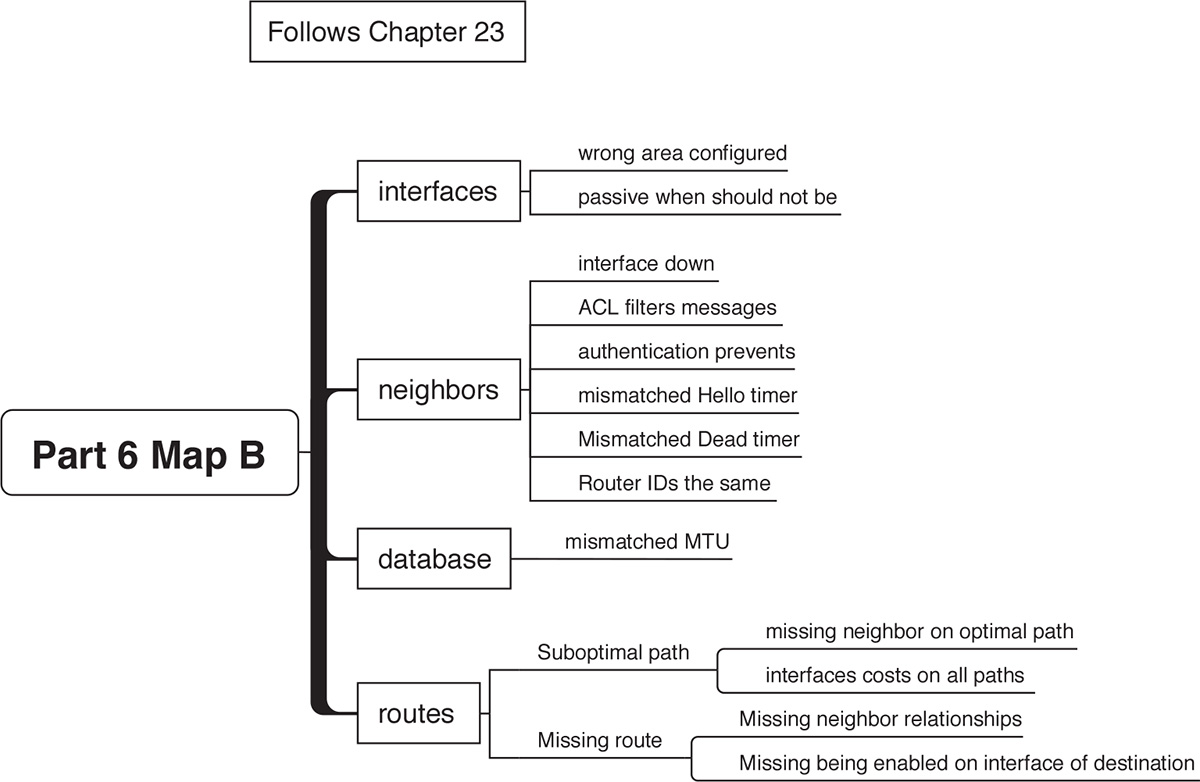 Follows Chapter 23
Part 6 Map B
interfaces
wrong area configured
passive when should not be
neighbors
interface down
ACL filters messages
authentication prevents
mismatched Hello timer
Mismatched Dead timer
Router IDs the same
database
mismatched MTU
routes
Suboptimal path
missing neighbor on optimal path
interfaces costs on all paths
Missing route
Missing neighbor relationships
Missing being enabled on interface of destination